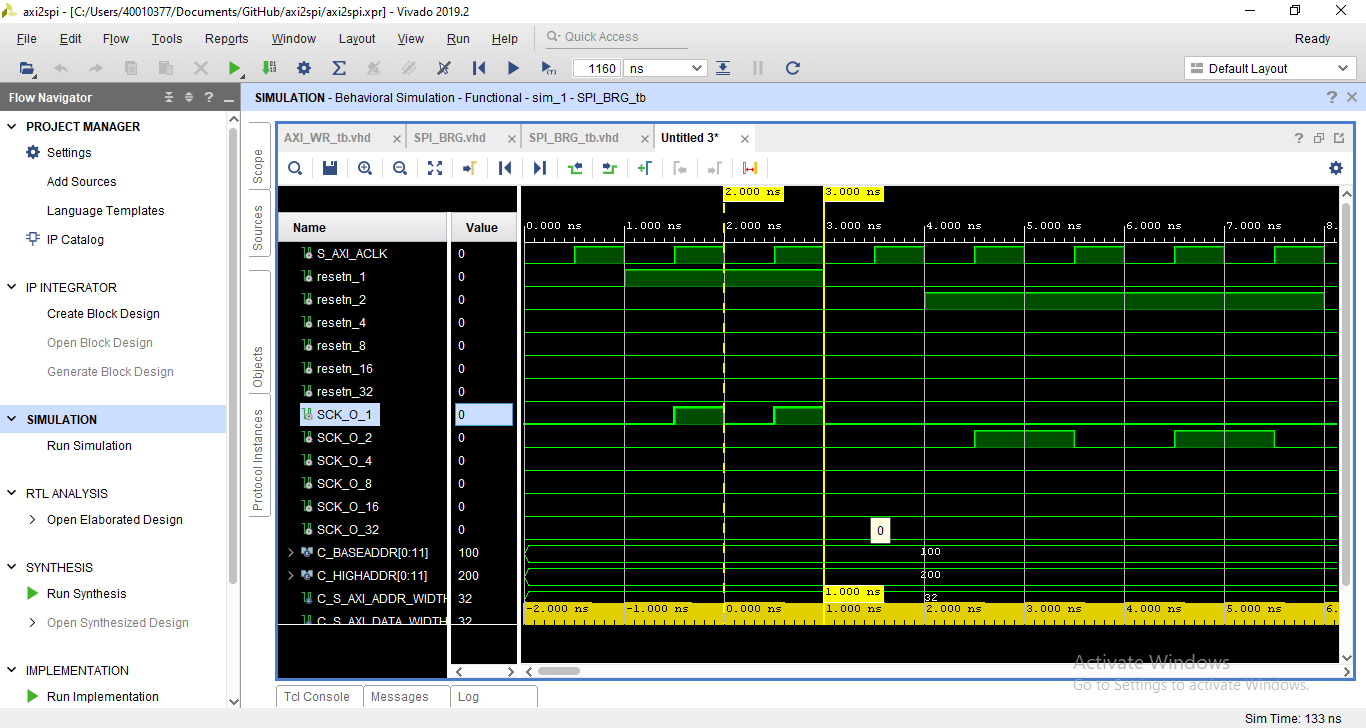 axi2spi - [C:/Users/40010377/Documents/GitHub/axi2spi/axi2spi.xpr] - Vivado 2019.2
File Edit Flow Tools Reports Window Layout View Run Help Quick Access Ready
1160 ns Default Layout
Flow Navigator
SIMULATION - Behavioral Simulation - Functional - sim_1 - SPI_BRG_tb
PROJECT MANAGER
Settings
Add Sources
Language Templates
IP Catalog
IP INTEGRATOR
Create Block Design
Open Block Design
Generate Block Design
SIMULATION
Run Simulation
RTL ANALYSIS
Open Elaborated Design
SYNTHESIS
Run Synthesis
Open Synthesized Design
IMPLEMENTATION
Run Implementation
Scope
Sources
Objects
Protocol Instances
AXI_WR_tb.vhd SPI_BRG.vhd SPI_BRG_tb.vhd Untitled 3*
2.000 ns 3.000 ns
Name Value
0.000 ns 1.000 ns 2.000 ns 3.000 ns 4.000 ns 5.000 ns 6.000 ns 7.000 ns 8.
S_AXI_ACLK 0
resetn_1 0
resetn_2 0
resetn_4 0
resetn_8 0
resetn_16 0
resetn_32 0
SCK_O_1 0
SCK_O_2 0
SCK_O_4 0
SCK_O_8 0
SCK_O_16 0
SCK_O_32 0 0
C_BASEADDR[0:11] 100 100
C_HIGHADDR[0:11] 200 200
C_S_AXI_ADDR_WIDTH 32 1.000 ns 32
C_S_AXI_DATA_WIDTH 32
-2.000 ns -1.000 ns 0.000 ns 1.000 ns 2.000 ns 3.000 ns 4.000 ns 5.000 ns 6.
Activate Windows
Go to Settings to activate Windows.
Tcl Console Messages Log
Sim Time: 133 ns